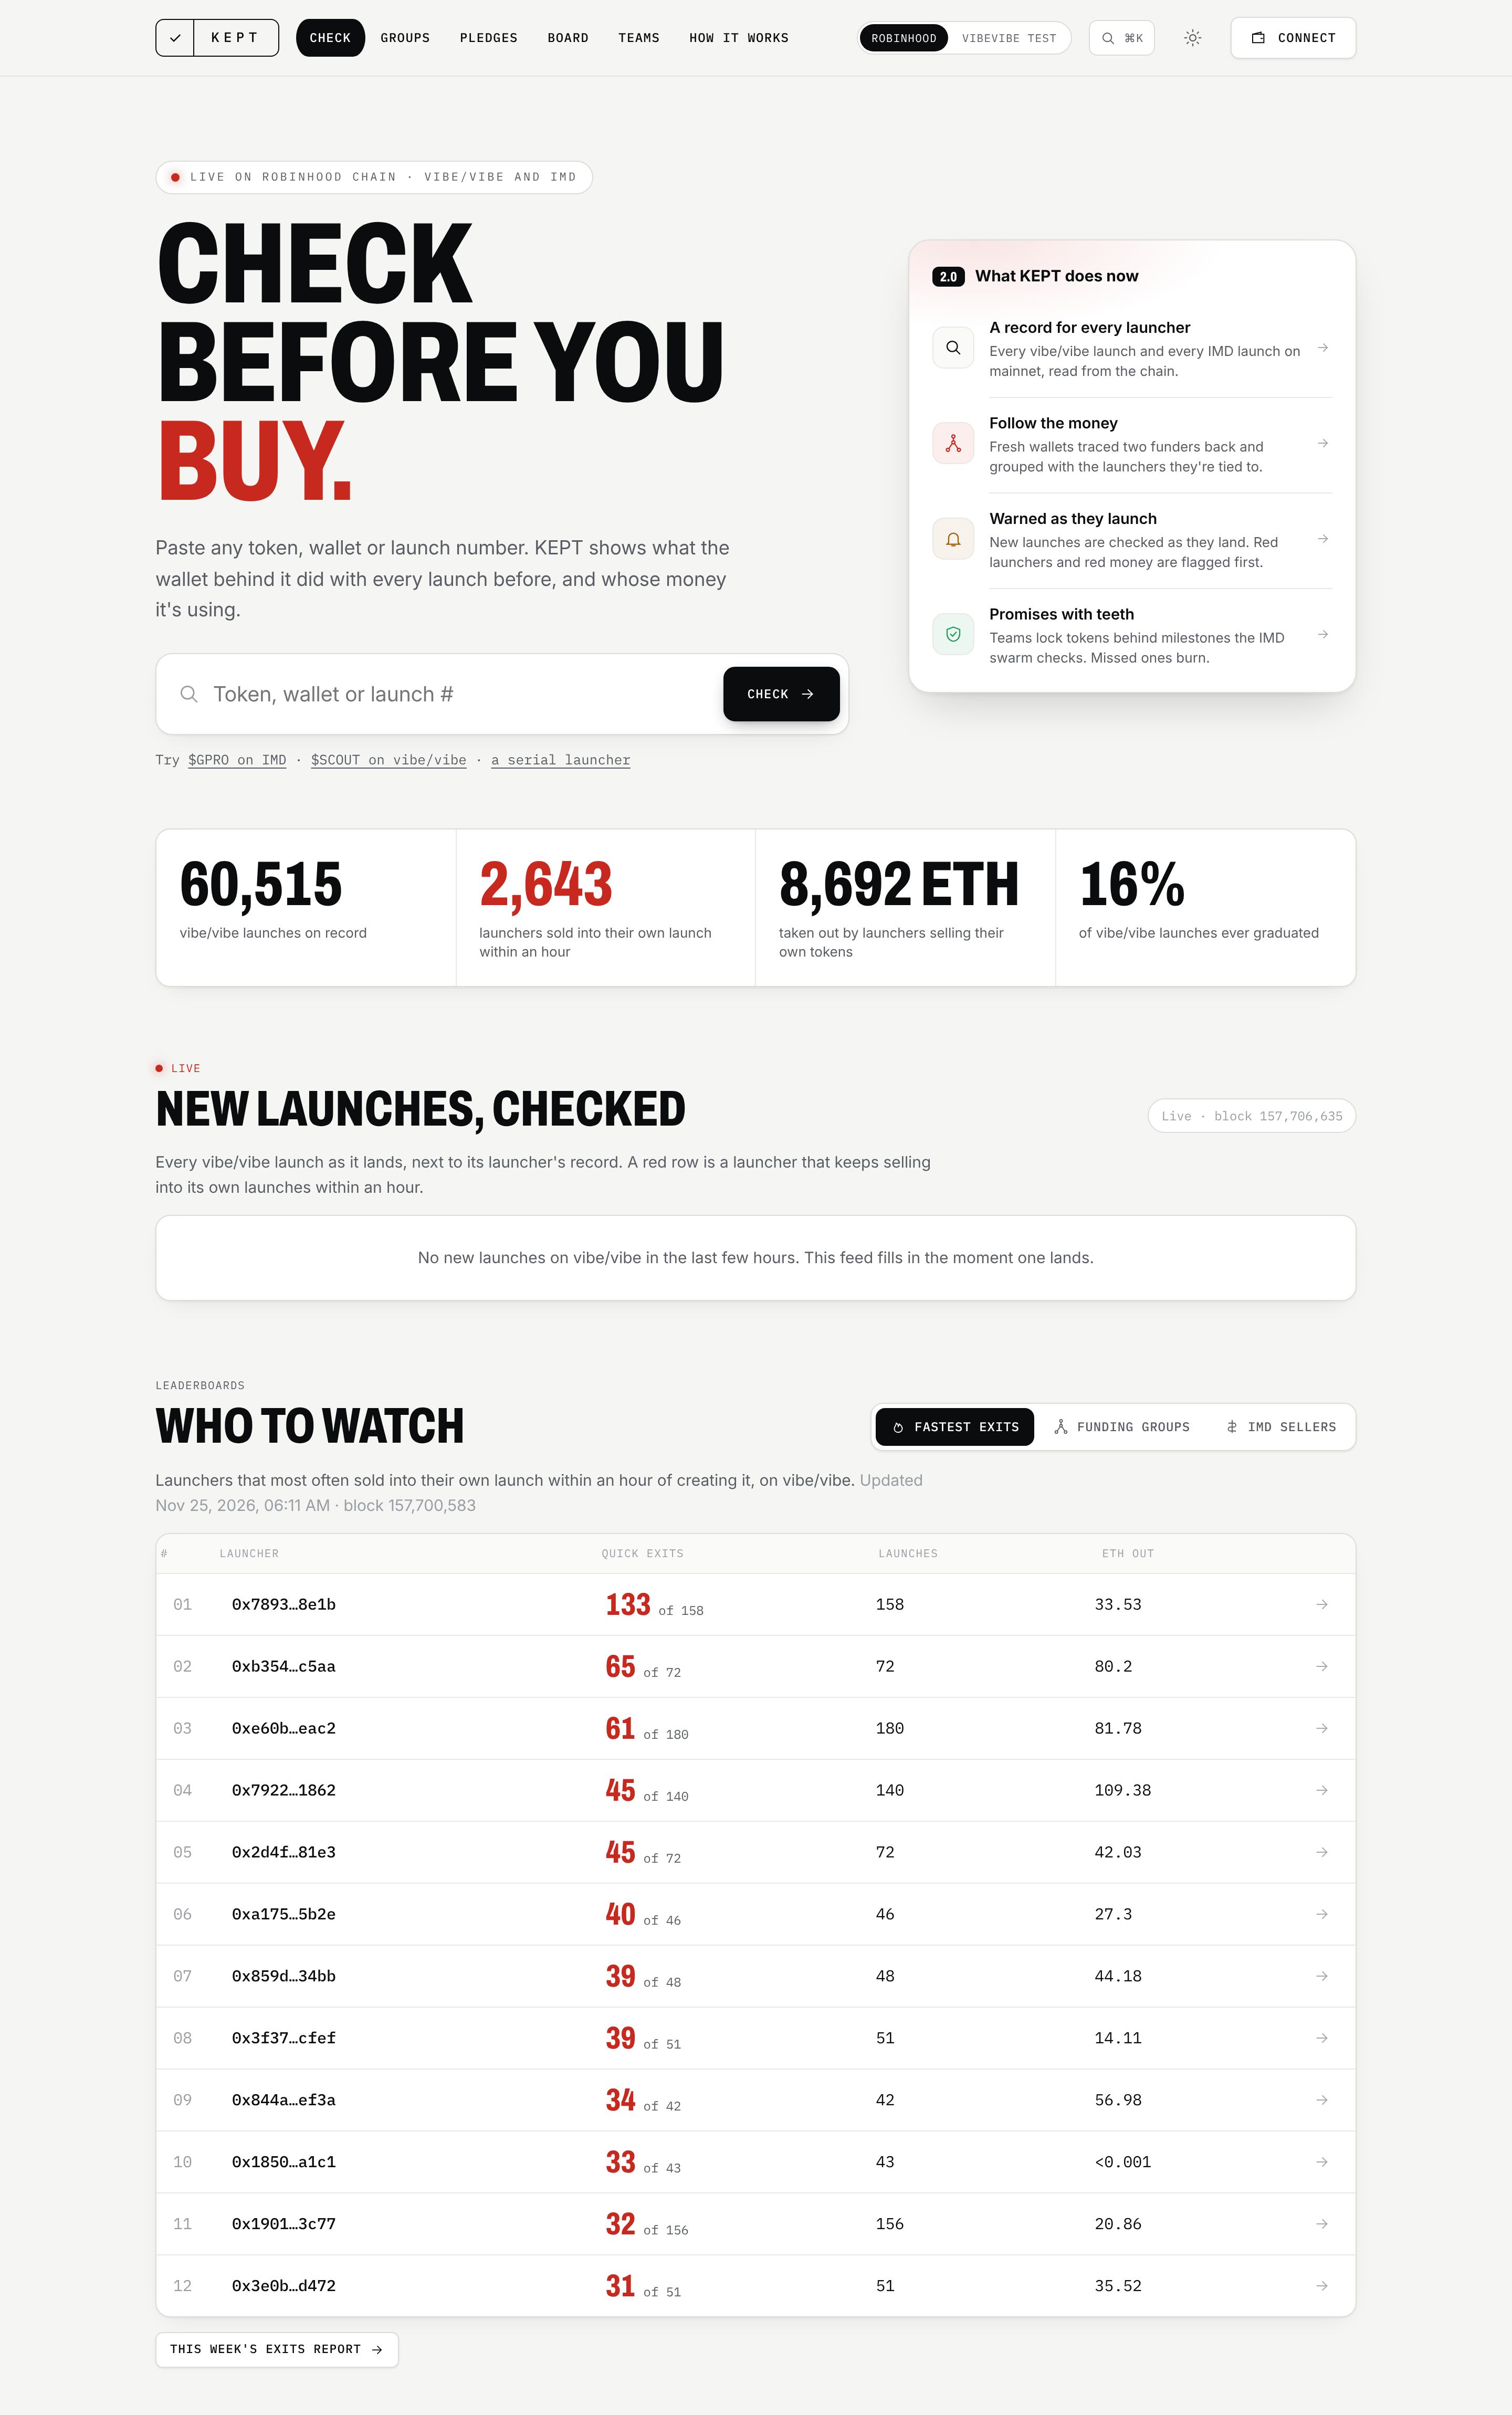 KEPT
CHECK
GROUPS
PLEDGES
BOARD
TEAMS
HOW IT WORKS
ROBINHOOD
VIBEVIBE TEST
⌘K
CONNECT
LIVE ON ROBINHOOD CHAIN · VIBE/VIBE AND IMD
CHECK
BEFORE YOU
BUY.
Paste any token, wallet or launch number. KEPT shows what the
wallet behind it did with every launch before, and whose money
it's using.
Token, wallet or launch #
CHECK →
Try $GPRO on IMD · $SCOUT on vibe/vibe · a serial launcher
2.0 What KEPT does now
A record for every launcher
Every vibe/vibe launch and every IMD launch on
mainnet, read from the chain.
→
Follow the money
Fresh wallets traced two funders back and
grouped with the launchers they're tied to.
→
Warned as they launch
New launches are checked as they land. Red
launchers and red money are flagged first.
→
Promises with teeth
Teams lock tokens behind milestones the IMD
swarm checks. Missed ones burn.
→
60,515
vibe/vibe launches on record
2,643
launchers sold into their own launch
within an hour
8,692 ETH
taken out by launchers selling their
own tokens
16%
of vibe/vibe launches ever graduated
LIVE
NEW LAUNCHES, CHECKED
Live · block 157,706,635
Every vibe/vibe launch as it lands, next to its launcher's record. A red row is a launcher that keeps selling
into its own launches within an hour.
No new launches on vibe/vibe in the last few hours. This feed fills in the moment one lands.
LEADERBOARDS
WHO TO WATCH
FASTEST EXITS
FUNDING GROUPS
IMD SELLERS
Launchers that most often sold into their own launch within an hour of creating it, on vibe/vibe. Updated
Nov 25, 2026, 06:11 AM · block 157,700,583
# LAUNCHER QUICK EXITS LAUNCHES ETH OUT
01 0x7893…8e1b 133 of 158 158 33.53 →
02 0xb354…c5aa 65 of 72 72 80.2 →
03 0xe60b…eac2 61 of 180 180 81.78 →
04 0x7922…1862 45 of 140 140 109.38 →
05 0x2d4f…81e3 45 of 72 72 42.03 →
06 0xa175…5b2e 40 of 46 46 27.3 →
07 0x859d…34bb 39 of 48 48 44.18 →
08 0x3f37…cfef 39 of 51 51 14.11 →
09 0x844a…ef3a 34 of 42 42 56.98 →
10 0x1850…a1c1 33 of 43 43 <0.001 →
11 0x1901…3c77 32 of 156 156 20.86 →
12 0x3e0b…d472 31 of 51 51 35.52 →
THIS WEEK'S EXITS REPORT →